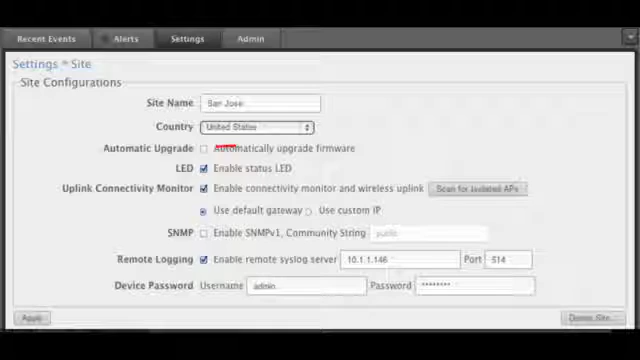 Recent Events Alerts Settings Admin
Settings » Site
Site Configurations
Site Name San Jose
Country United States
Automatic Upgrade Automatically upgrade firmware
LED Enable status LED
Uplink Connectivity Monitor Enable connectivity monitor and wireless uplink Scan for Isolated APs
Use default gateway Use custom IP
SNMP Enable SNMPv1, Community String public
Remote Logging Enable remote syslog server 10.1.1.146 Port 514
Device Password Username admin Password ********
Apply Delete Site...